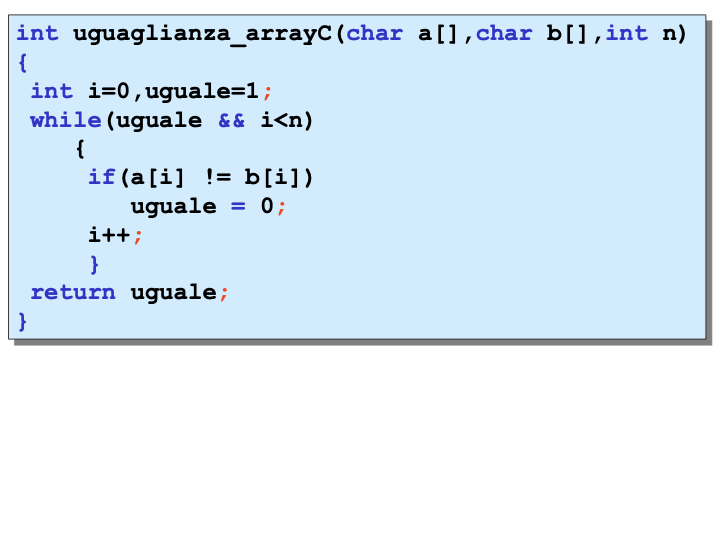 int uguaglianza_arrayC(char a[],char b[],int n)
{
int i=0,uguale=1;
while(uguale && i<n)
{
if(a[i] != b[i])
uguale = 0;
i++;
}
return uguale;
}